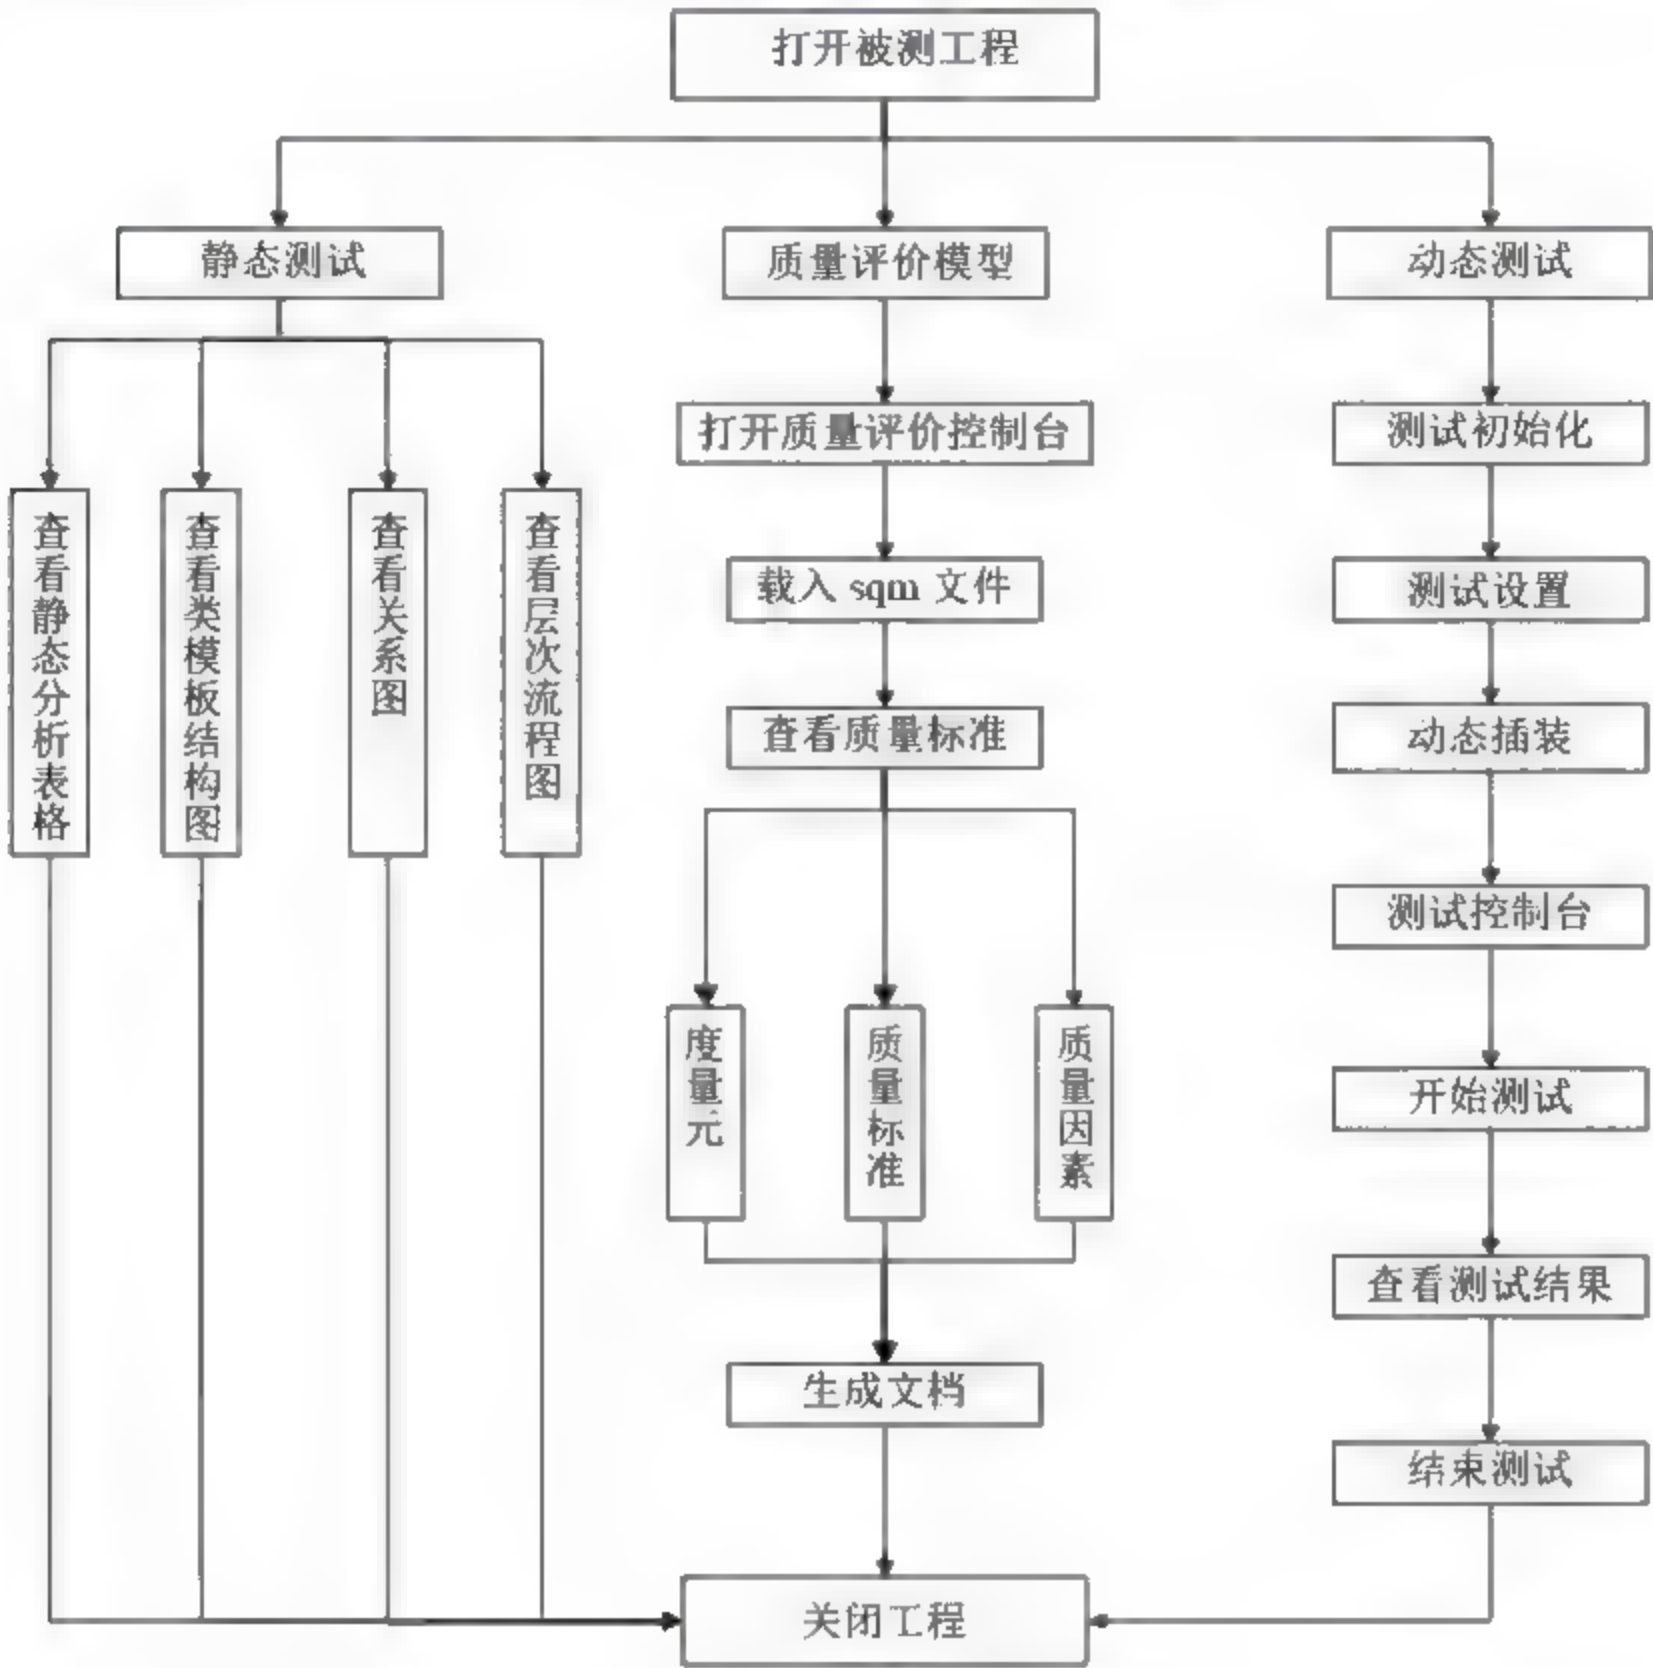 打开被测工程
静态测试
质量评价模型
动态测试
打开质量评价控制台
测试初始化
查看静态分析表格
查看类模板结构图
查看关系图
查看层次流程图
载入 sqm 文件
测试设置
查看质量标准
动态插装
测试控制台
度量元
质量标准
质量因素
开始测试
查看测试结果
生成文档
结束测试
关闭工程